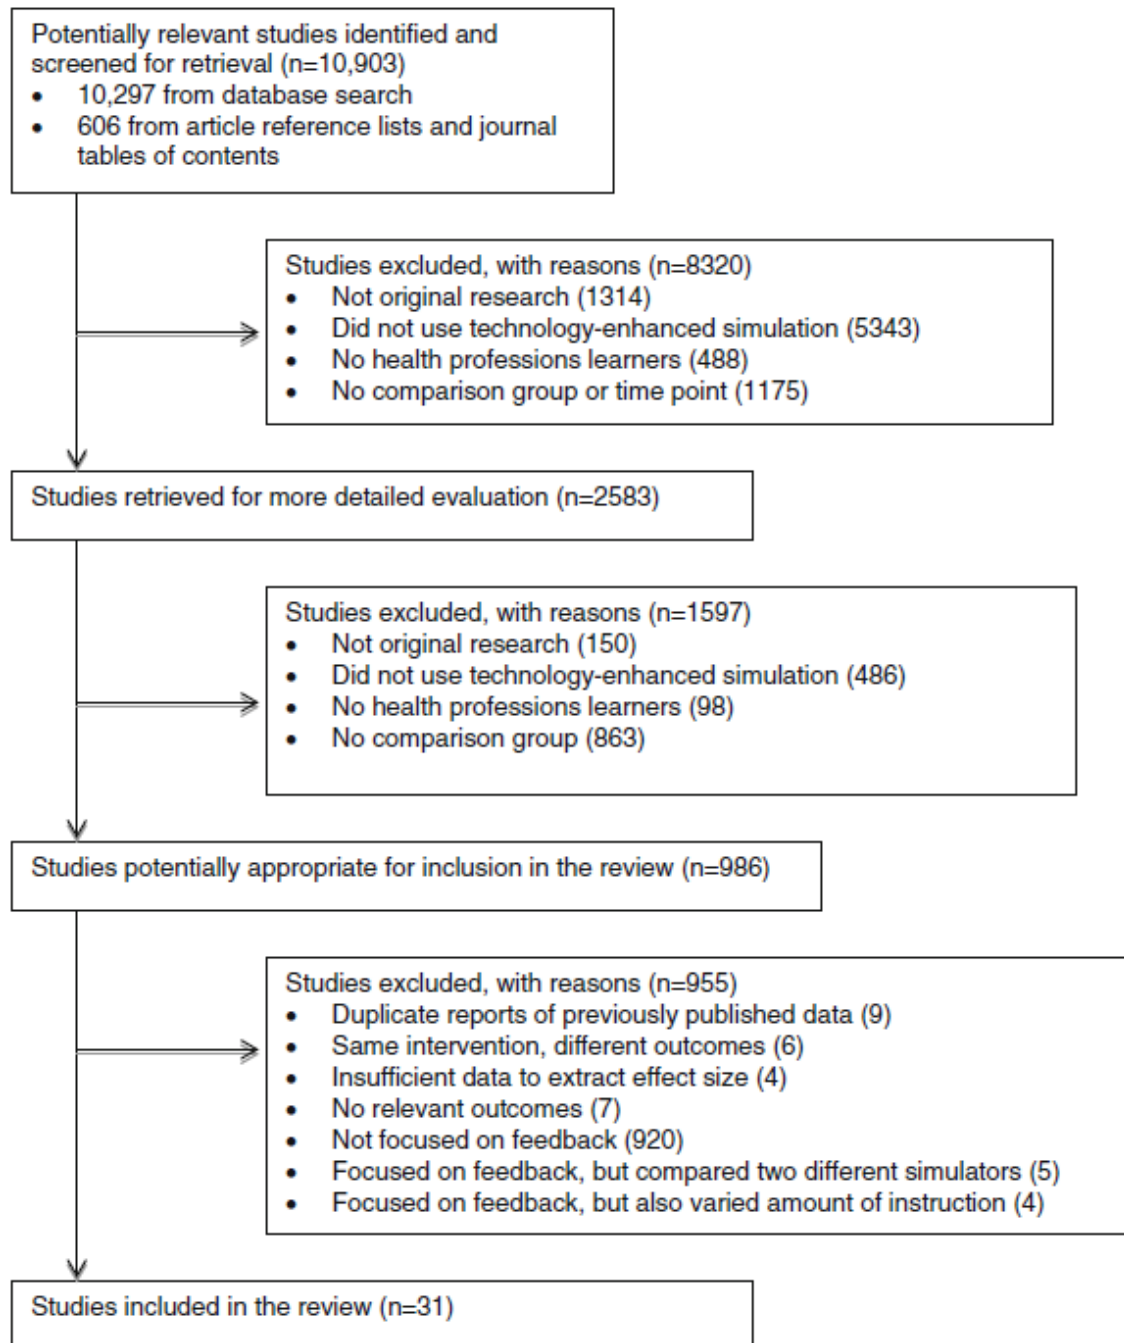 Potentially relevant studies identified and
screened for retrieval (n=10,903)
• 10,297 from database search
• 606 from article reference lists and journal
tables of contents
Studies excluded, with reasons (n=8320)
• Not original research (1314)
• Did not use technology-enhanced simulation (5343)
• No health professions learners (488)
• No comparison group or time point (1175)
Studies retrieved for more detailed evaluation (n=2583)
Studies excluded, with reasons (n=1597)
• Not original research (150)
• Did not use technology-enhanced simulation (486)
• No health professions learners (98)
• No comparison group (863)
Studies potentially appropriate for inclusion in the review (n=986)
Studies excluded, with reasons (n=955)
• Duplicate reports of previously published data (9)
• Same intervention, different outcomes (6)
• Insufficient data to extract effect size (4)
• No relevant outcomes (7)
• Not focused on feedback (920)
• Focused on feedback, but compared two different simulators (5)
• Focused on feedback, but also varied amount of instruction (4)
Studies included in the review (n=31)